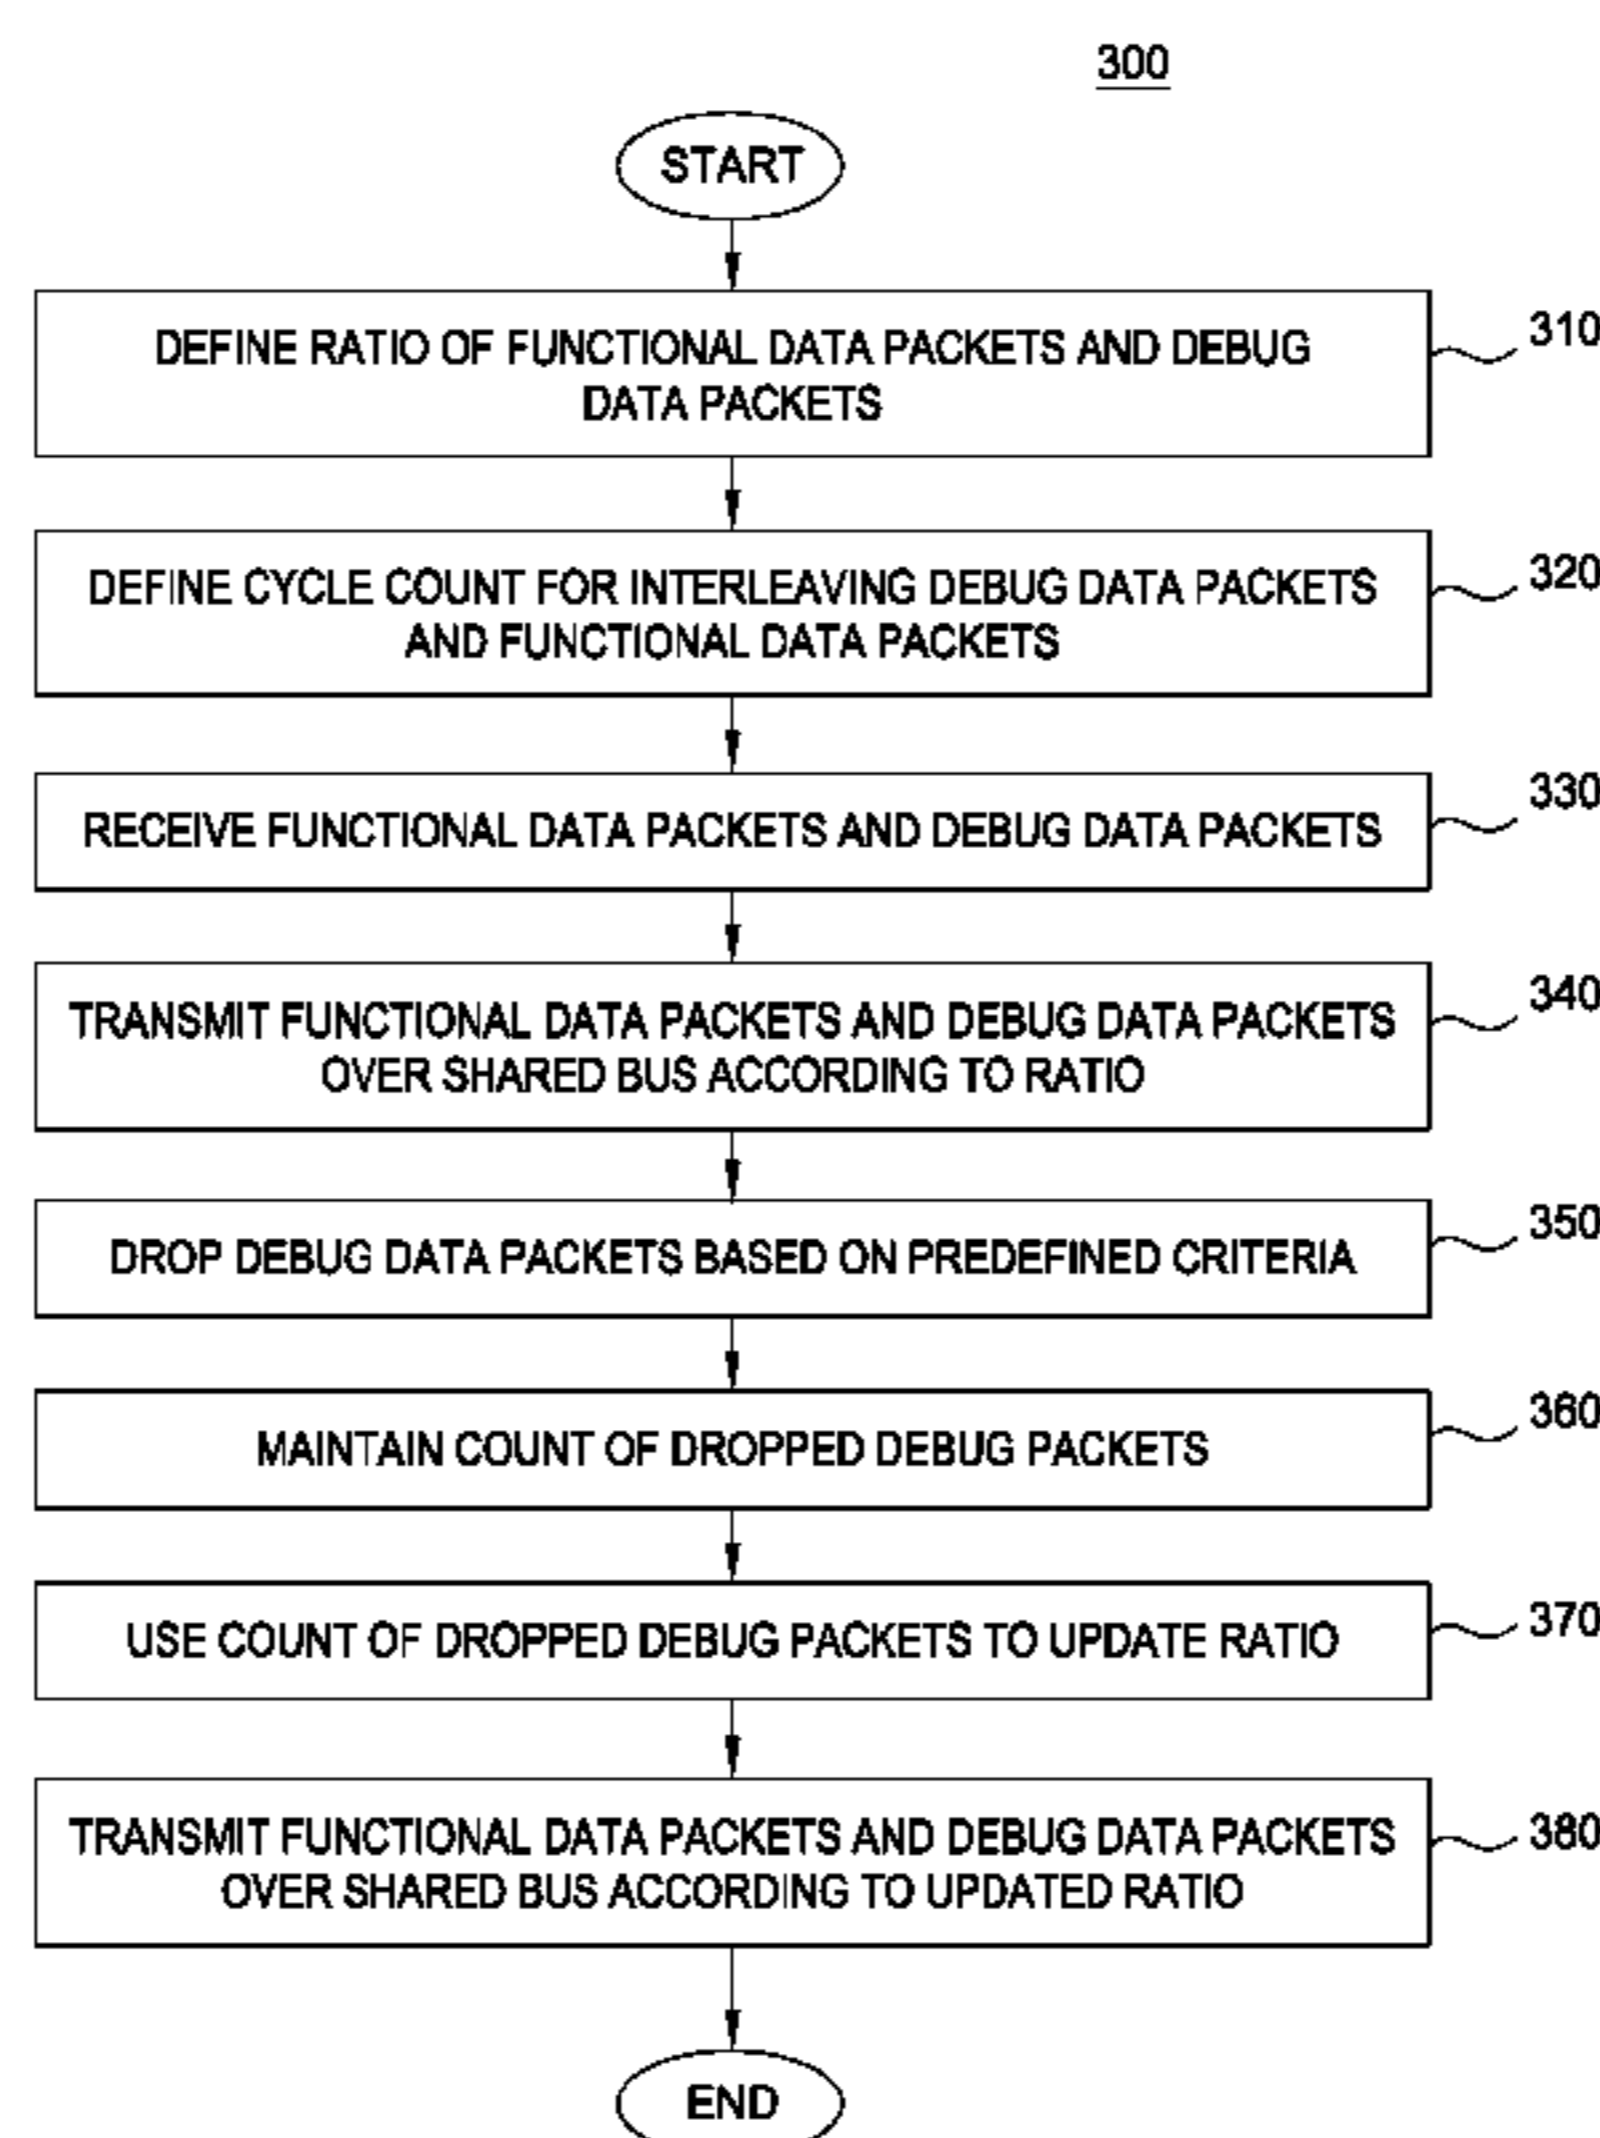 300
START
DEFINE RATIO OF FUNCTIONAL DATA PACKETS AND DEBUG
DATA PACKETS
310
DEFINE CYCLE COUNT FOR INTERLEAVING DEBUG DATA PACKETS
AND FUNCTIONAL DATA PACKETS
320
RECEIVE FUNCTIONAL DATA PACKETS AND DEBUG DATA PACKETS
330
TRANSMIT FUNCTIONAL DATA PACKETS AND DEBUG DATA PACKETS
OVER SHARED BUS ACCORDING TO RATIO
340
DROP DEBUG DATA PACKETS BASED ON PREDEFINED CRITERIA
350
MAINTAIN COUNT OF DROPPED DEBUG PACKETS
360
USE COUNT OF DROPPED DEBUG PACKETS TO UPDATE RATIO
370
TRANSMIT FUNCTIONAL DATA PACKETS AND DEBUG DATA PACKETS
OVER SHARED BUS ACCORDING TO UPDATED RATIO
380
END